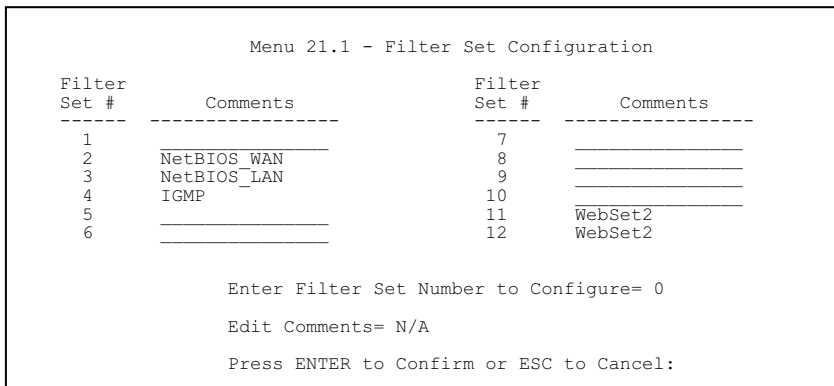 Menu 21.1 - Filter Set Configuration
Filter Filter
Set # Comments Set # Comments
------ ----------------- ------ -----------------
1 _______________ 7 _______________
2 NetBIOS_WAN 8 _______________
3 NetBIOS_LAN 9 _______________
4 IGMP 10 _______________
5 _______________ 11 WebSet2
6 _______________ 12 WebSet2
Enter Filter Set Number to Configure= 0
Edit Comments= N/A
Press ENTER to Confirm or ESC to Cancel: